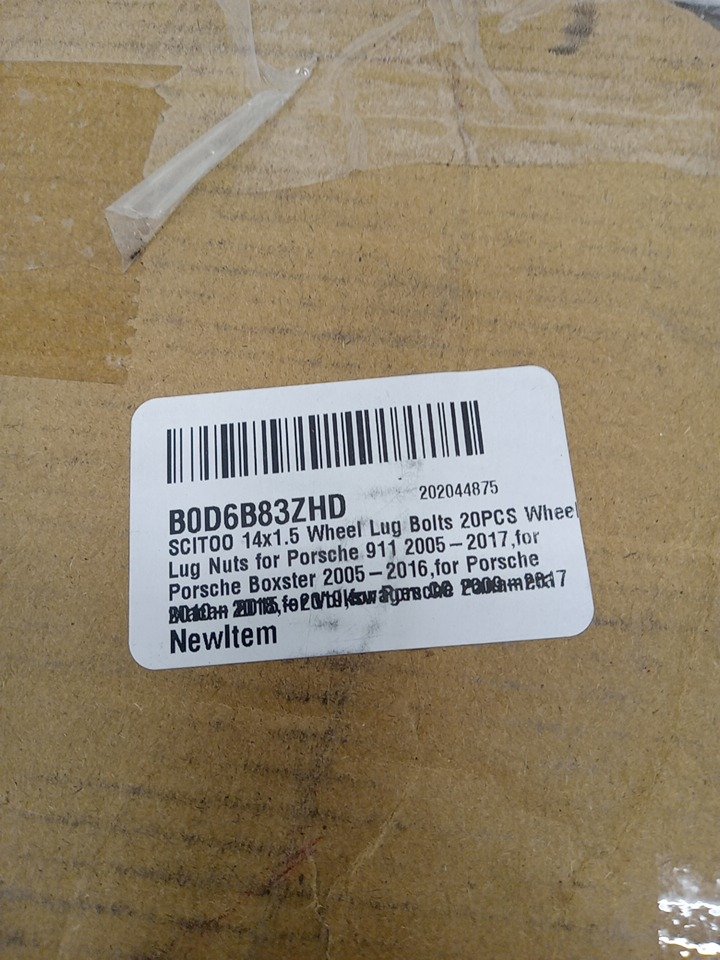 B0D6B83ZHD 202044875
SCITOO 14x1.5 Wheel Lug Bolts 20PCS Wheel
Lug Nuts for Porsche 911 2005-2017,for
Porsche Boxster 2005-2016,for Porsche
NewItem